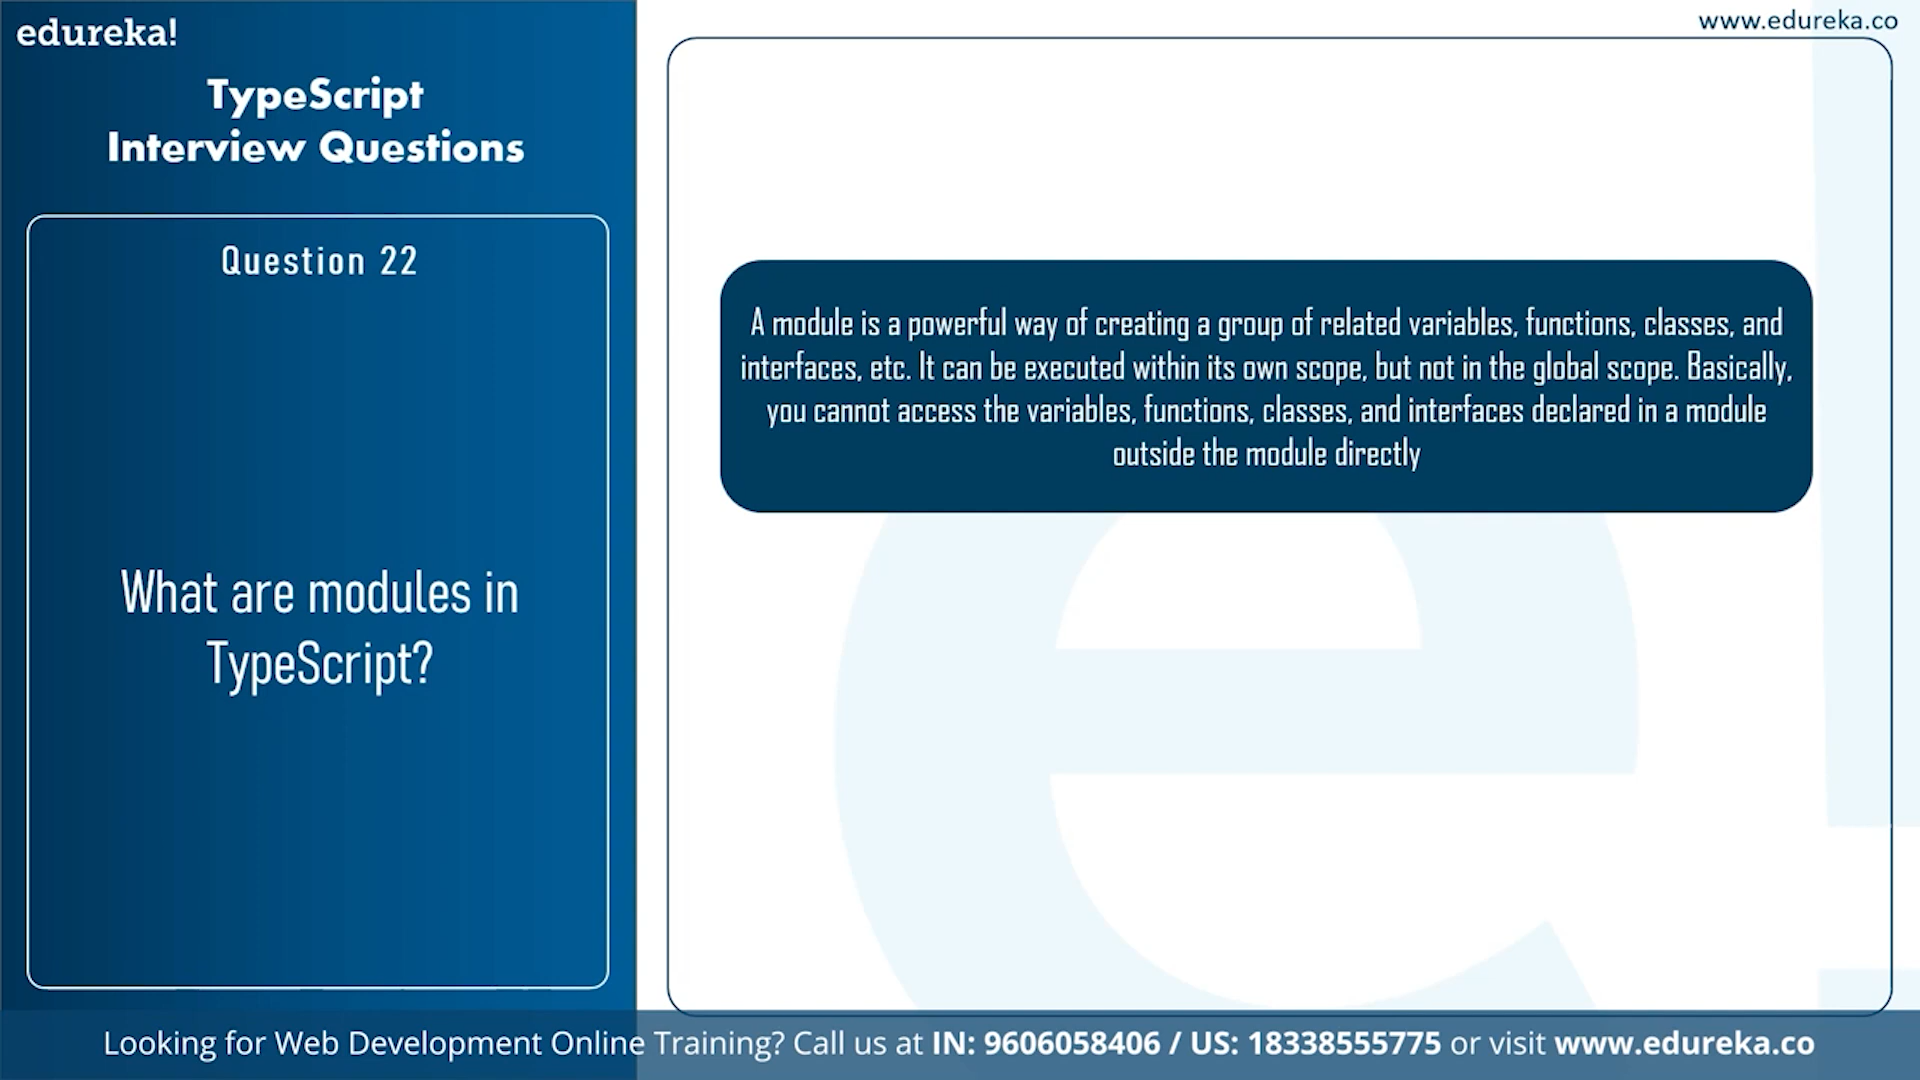 edureka!
www.edureka.co
TypeScript
Interview Questions
Question 22
What are modules in
TypeScript?
A module is a powerful way of creating a group of related variables, functions, classes, and
interfaces, etc. It can be executed within its own scope, but not in the global scope. Basically,
you cannot access the variables, functions, classes, and interfaces declared in a module
outside the module directly
Looking for Web Development Online Training? Call us at IN: 9606058406 / US: 18338555775 or visit www.edureka.co